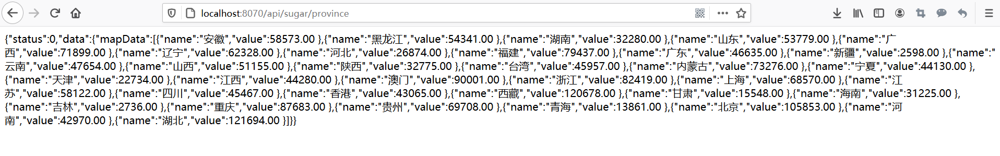 localhost:8070/api/sugar/province
{"status":0,"data":{"mapData":[{"name":"安徽","value":58573.00 },{"name":"黑龙江","value":54341.00 },{"name":"湖南","value":32280.00 },{"name":"山东","value":53779.00 },{"name":"广
西","value":71899.00 },{"name":"辽宁","value":62328.00 },{"name":"河北","value":26874.00 },{"name":"福建","value":79437.00 },{"name":"广东","value":46635.00 },{"name":"新疆","value":2598.00 },{"name":"
云南","value":47654.00 },{"name":"山西","value":51155.00 },{"name":"陕西","value":32775.00 },{"name":"台湾","value":45957.00 },{"name":"内蒙古","value":73276.00 },{"name":"宁夏","value":44130.00 },
{"name":"天津","value":22734.00 },{"name":"江西","value":44280.00 },{"name":"澳门","value":90001.00 },{"name":"浙江","value":82419.00 },{"name":"上海","value":68570.00 },{"name":"江
苏","value":58122.00 },{"name":"四川","value":45467.00 },{"name":"香港","value":43065.00 },{"name":"西藏","value":120678.00 },{"name":"甘肃","value":15548.00 },{"name":"海南","value":31225.00 },
{"name":"吉林","value":2736.00 },{"name":"重庆","value":87683.00 },{"name":"贵州","value":69708.00 },{"name":"青海","value":13861.00 },{"name":"北京","value":105853.00 },{"name":"河
南","value":42970.00 },{"name":"湖北","value":121694.00 }]}}